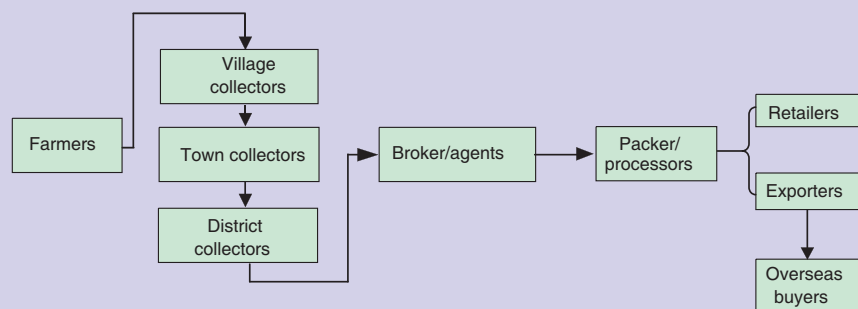 Farmers
Village
collectors
Town collectors
District
collectors
Broker/agents
Packer/
processors
Retailers
Exporters
Overseas
buyers